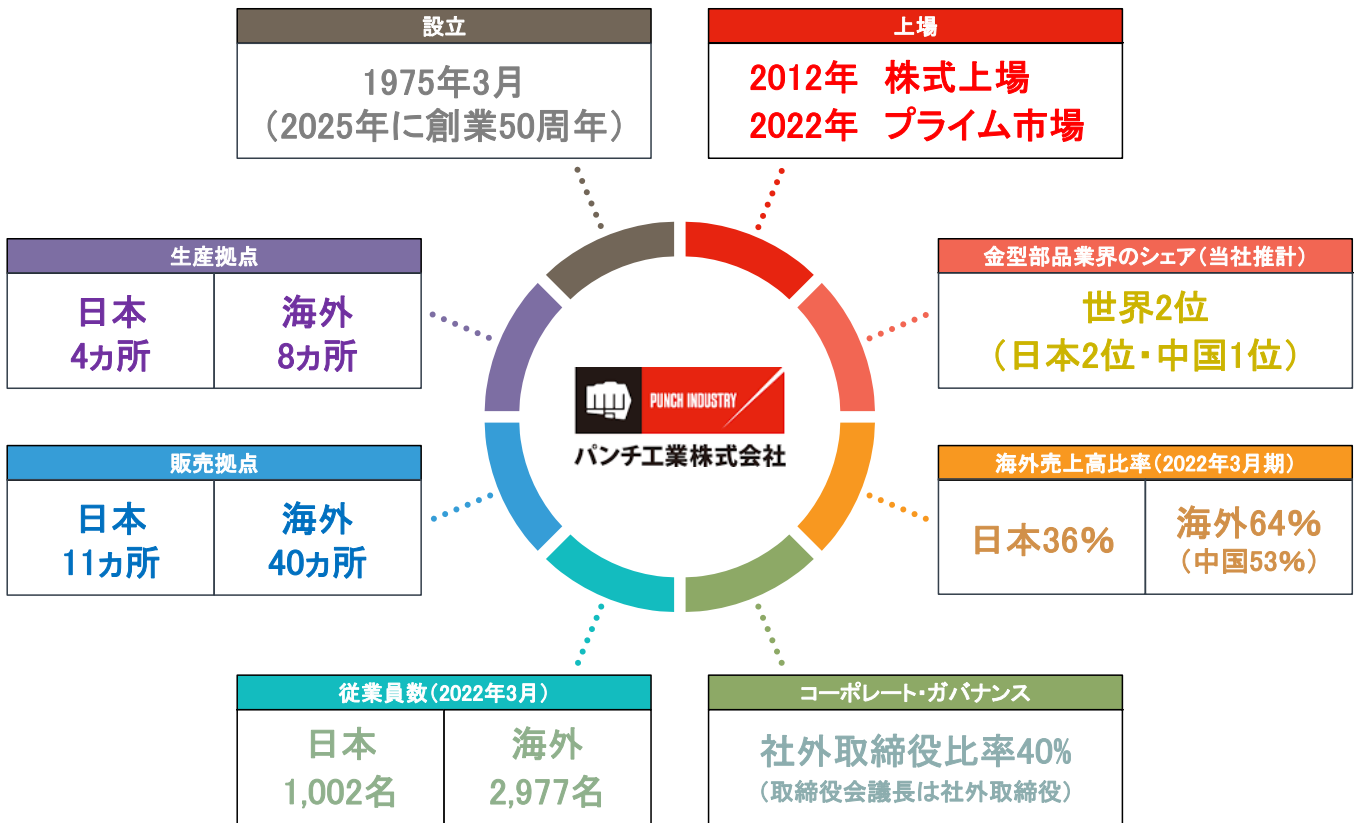 設立
1975年3月
（2025年に創業50周年）
上場
2012年 株式上場
2022年 プライム市場
生産拠点
日本
4ヵ所
海外
8ヵ所
金型部品業界のシェア（当社推計）
世界2位
（日本2位・中国1位）
PUNCH INDUSTRY
パンチ工業株式会社
販売拠点
日本
11ヵ所
海外
40ヵ所
海外売上高比率（2022年3月期）
日本36%
海外64%
（中国53%）
従業員数（2022年3月）
日本
1,002名
海外
2,977名
コーポレート・ガバナンス
社外取締役比率40%
（取締役会議長は社外取締役）